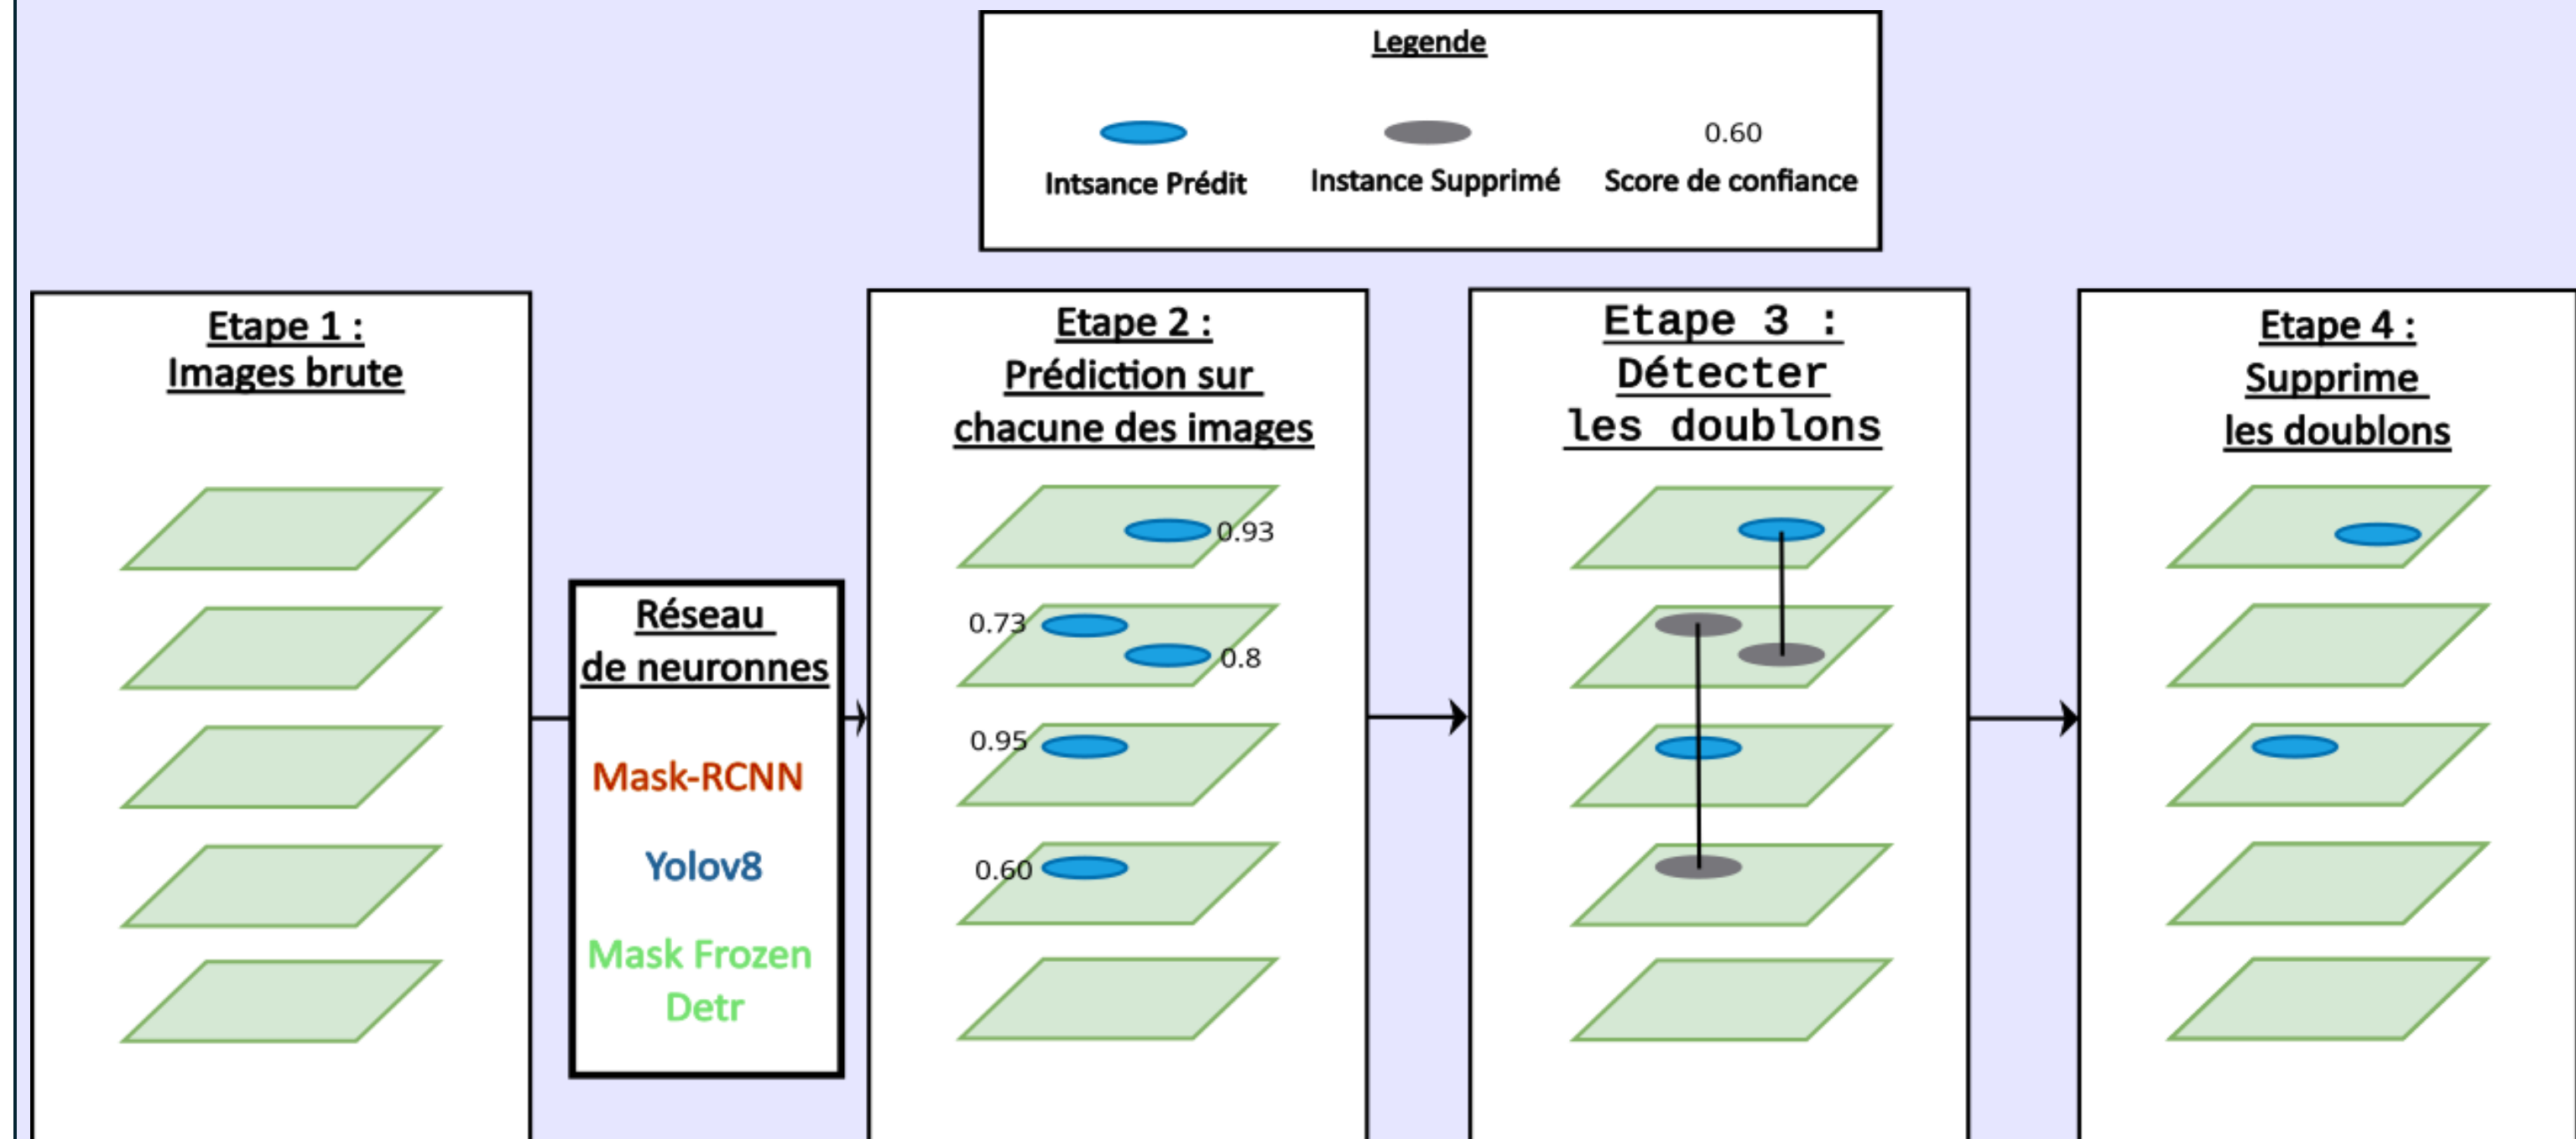 Legende
0.60
Intsance Prédit
Instance Supprimé
Score de confiance
Etape 1 :
Images brute
Réseau
de neuronnes
Mask-RCNN
Yolov8
Mask Frozen
Detr
Etape 2 :
Prédiction sur
chacune des images
0.93
0.73
0.8
0.95
0.60
Etape 3 :
Détecter
les doublons
Etape 4 :
Supprime
les doublons